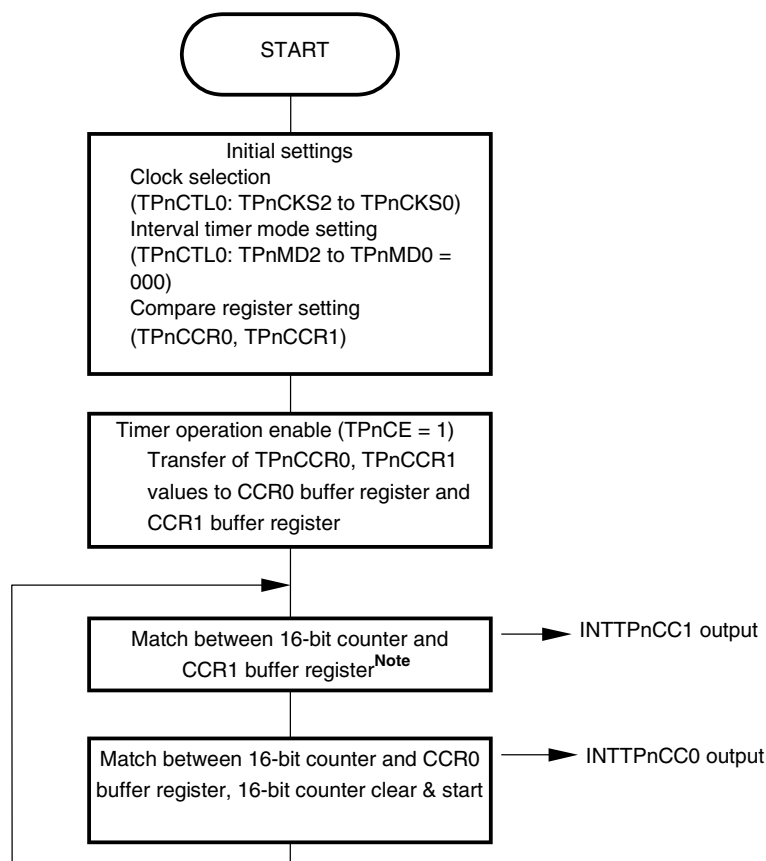 START
Initial settings
Clock selection
(TPnCTL0: TPnCKS2 to TPnCKS0)
Interval timer mode setting
(TPnCTL0: TPnMD2 to TPnMD0 =
000)
Compare register setting
(TPnCCR0, TPnCCR1)
Timer operation enable (TPnCE = 1)
Transfer of TPnCCR0, TPnCCR1
values to CCR0 buffer register and
CCR1 buffer register
Match between 16-bit counter and
CCR1 buffer registerNote
INTTPnCC1 output
Match between 16-bit counter and CCR0
buffer register, 16-bit counter clear & start
INTTPnCC0 output